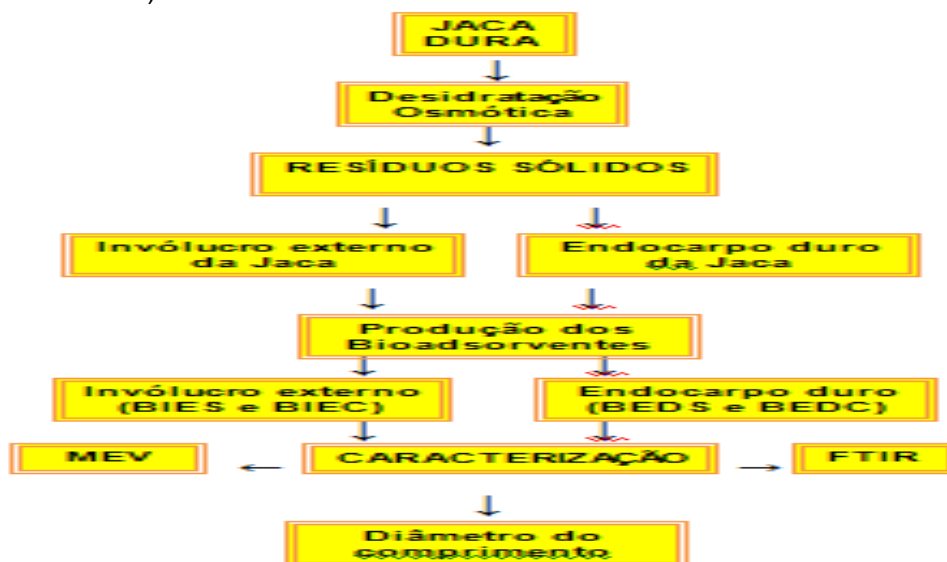 JACA
DURA
Desidratação
Osmótica
RESÍDUOS SÓLIDOS
Invólucro externo
da Jaca
Endocarpo duro
da Jaca
Produção dos
Bioadsorventes
Invólucro externo
(BIES e BIEC)
Endocarpo duro
(BEDS e BEDC)
MEV
CARACTERIZAÇÃO
FTIR
Diâmetro do
comprimento